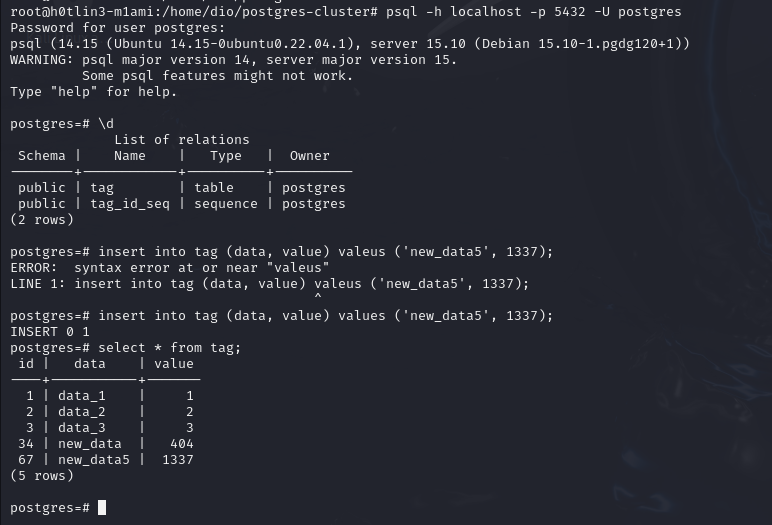 root@h0tlin3-m1ami:/home/dio/postgres-cluster# psql -h localhost -p 5432 -U postgres
Password for user postgres:
psql (14.15 (Ubuntu 14.15-0ubuntu0.22.04.1), server 15.10 (Debian 15.10-1.pgdg120+1))
WARNING: psql major version 14, server major version 15.
         Some psql features might not work.
Type "help" for help.

postgres=# \d
             List of relations
 Schema |    Name    |   Type   |  Owner
--------+------------+----------+----------
 public | tag        | table    | postgres
 public | tag_id_seq | sequence | postgres
(2 rows)

postgres=# insert into tag (data, value) valeus ('new_data5', 1337);
ERROR:  syntax error at or near "valeus"
LINE 1: insert into tag (data, value) valeus ('new_data5', 1337);
                                      ^
postgres=# insert into tag (data, value) values ('new_data5', 1337);
INSERT 0 1
postgres=# select * from tag;
 id |   data    | value
----+-----------+-------
  1 | data_1    |     1
  2 | data_2    |     2
  3 | data_3    |     3
 34 | new_data  |   404
 67 | new_data5 |  1337
(5 rows)

postgres=#